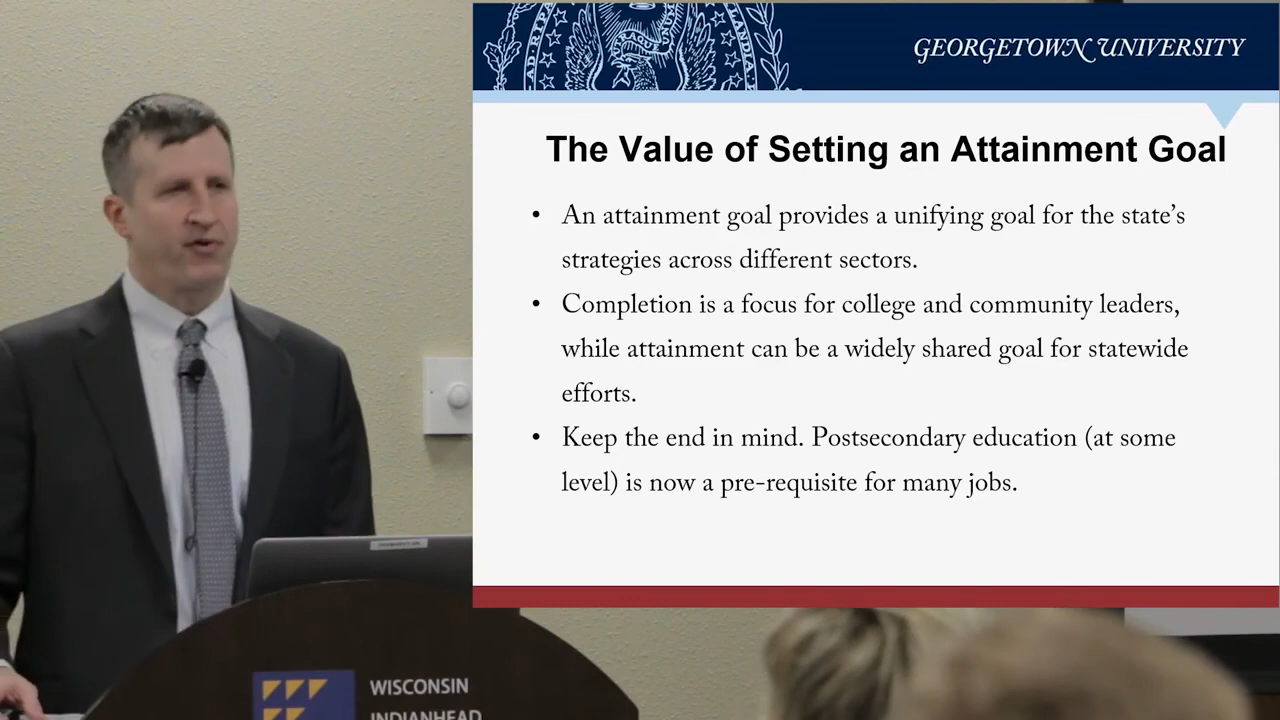 GEORGETOWN UNIVERSITY
The Value of Setting an Attainment Goal
• An attainment goal provides a unifying goal for the state's
strategies across different sectors.
• Completion is a focus for college and community leaders,
while attainment can be a widely shared goal for statewide
efforts.
• Keep the end in mind. Postsecondary education (at some
level) is now a pre-requisite for many jobs.
WISCONSIN
INDIANHEAD